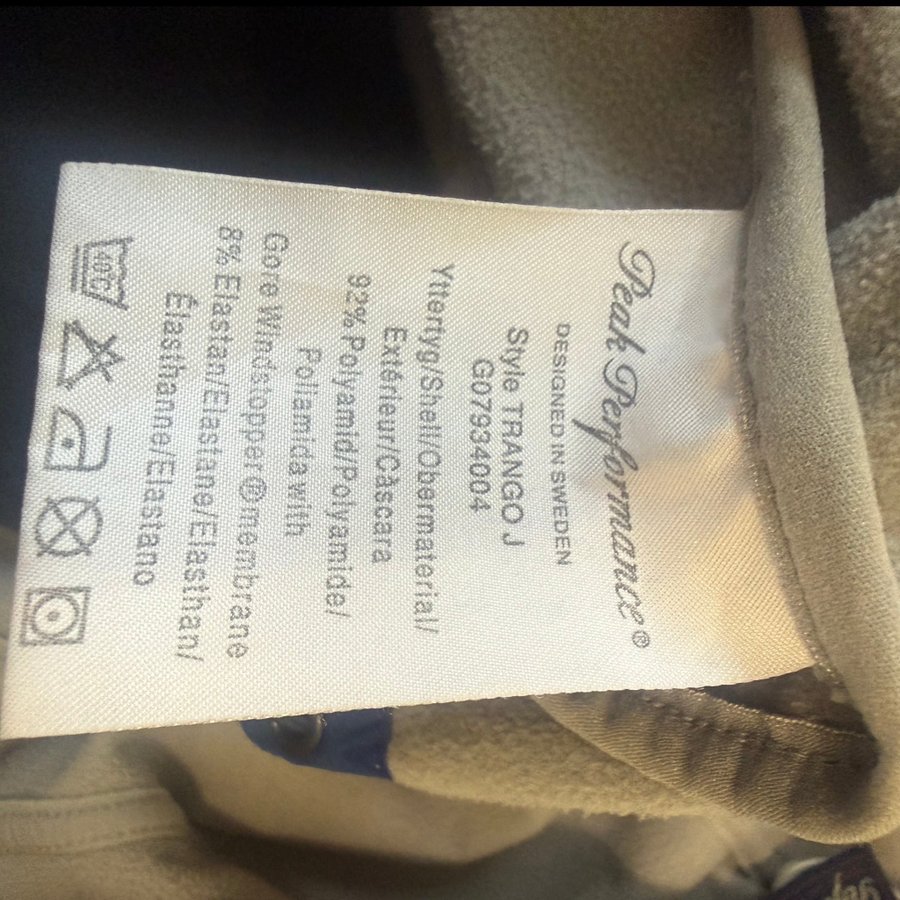 Peak Performance®
DESIGNED IN SWEDEN
Style TRANGO J
G07934004
Yttertyg/Shell/Obermaterial/
Extérieur/Càscara
92% Polyamid/Polyamide/
Poliamida with
Gore Windstopper®membrane
8% Elastan/Elastane/Elasthan/
Élasthanne/Elastano
40C